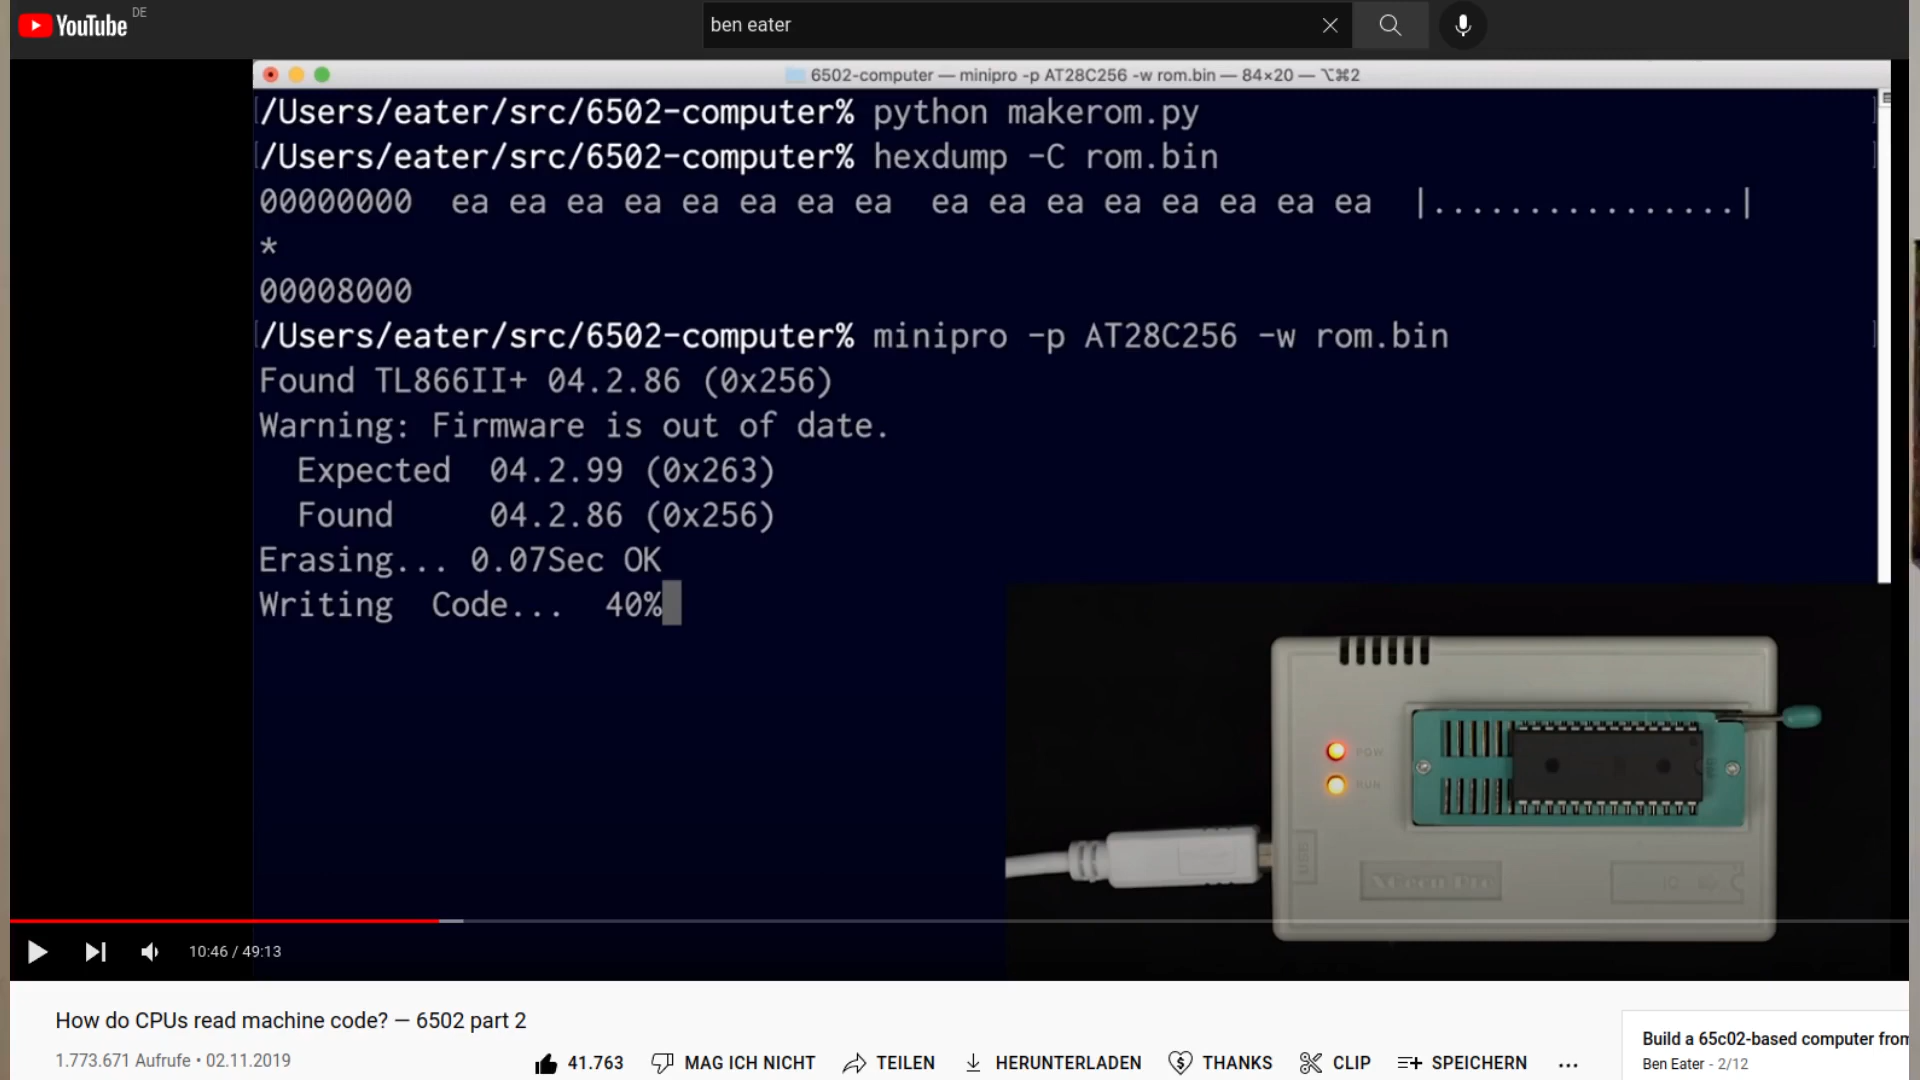 YouTube DE
ben eater
6502-computer — minipro -p AT28C256 -w rom.bin — 84×20 — ⌥⌘2
/Users/eater/src/6502-computer% python makerom.py
/Users/eater/src/6502-computer% hexdump -C rom.bin
00000000  ea ea ea ea ea ea ea ea  ea ea ea ea ea ea ea ea  |................|
*
00008000
/Users/eater/src/6502-computer% minipro -p AT28C256 -w rom.bin
Found TL866II+ 04.2.86 (0x256)
Warning: Firmware is out of date.
  Expected  04.2.99 (0x263)
  Found     04.2.86 (0x256)
Erasing... 0.07Sec OK
Writing  Code...  40%
POW
RUN
USB
XGecu Pro
IC
10:46 / 49:13
How do CPUs read machine code? — 6502 part 2
1.773.671 Aufrufe • 02.11.2019
41.763 MAG ICH NICHT TEILEN HERUNTERLADEN THANKS CLIP SPEICHERN ...
Build a 65c02-based computer from
Ben Eater - 2/12